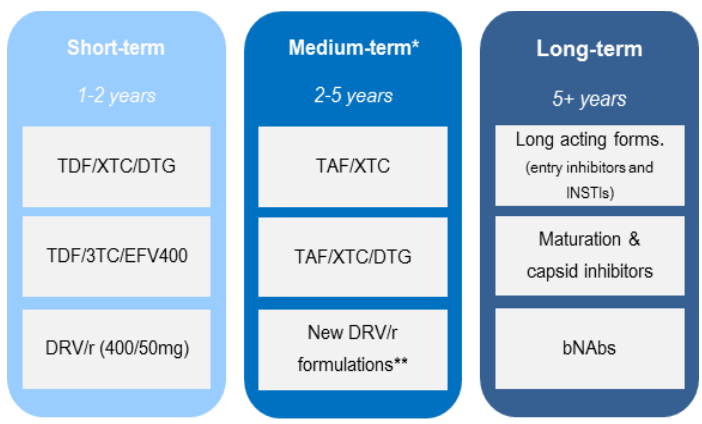 Short-term
1-2 years
TDF/XTC/DTG
TDF/3TC/EFV400
DRV/r (400/50mg)
Medium-term*
2-5 years
TAF/XTC
TAF/XTC/DTG
New DRV/r
formulations**
Long-term
5+ years
Long acting forms.
(entry inhibitors and
INSTIs)
Maturation &
capsid inhibitors
bNAbs